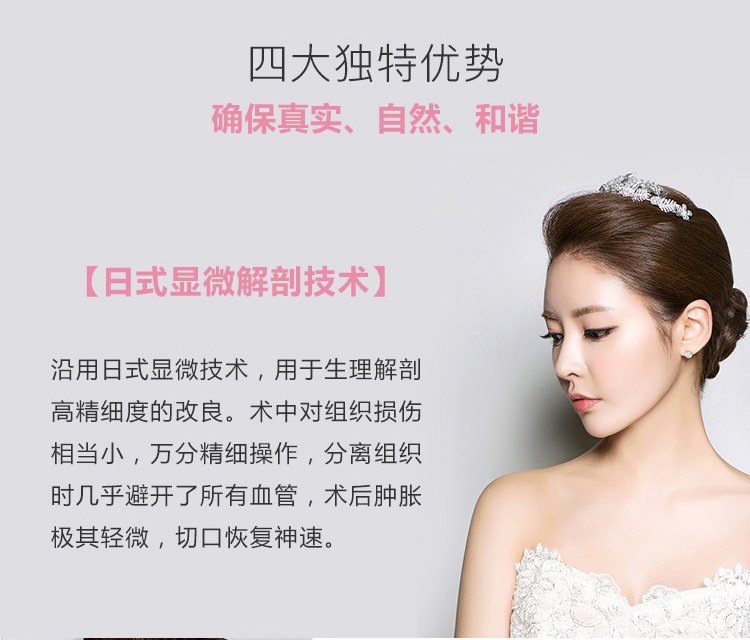 四大独特优势
确保真实、自然、和谐
【日式显微解剖技术】
沿用日式显微技术，用于生理解剖
高精细度的改良。术中对组织损伤
相当小，万分精细操作，分离组织
时几乎避开了所有血管，术后肿胀
极其轻微，切口恢复神速。